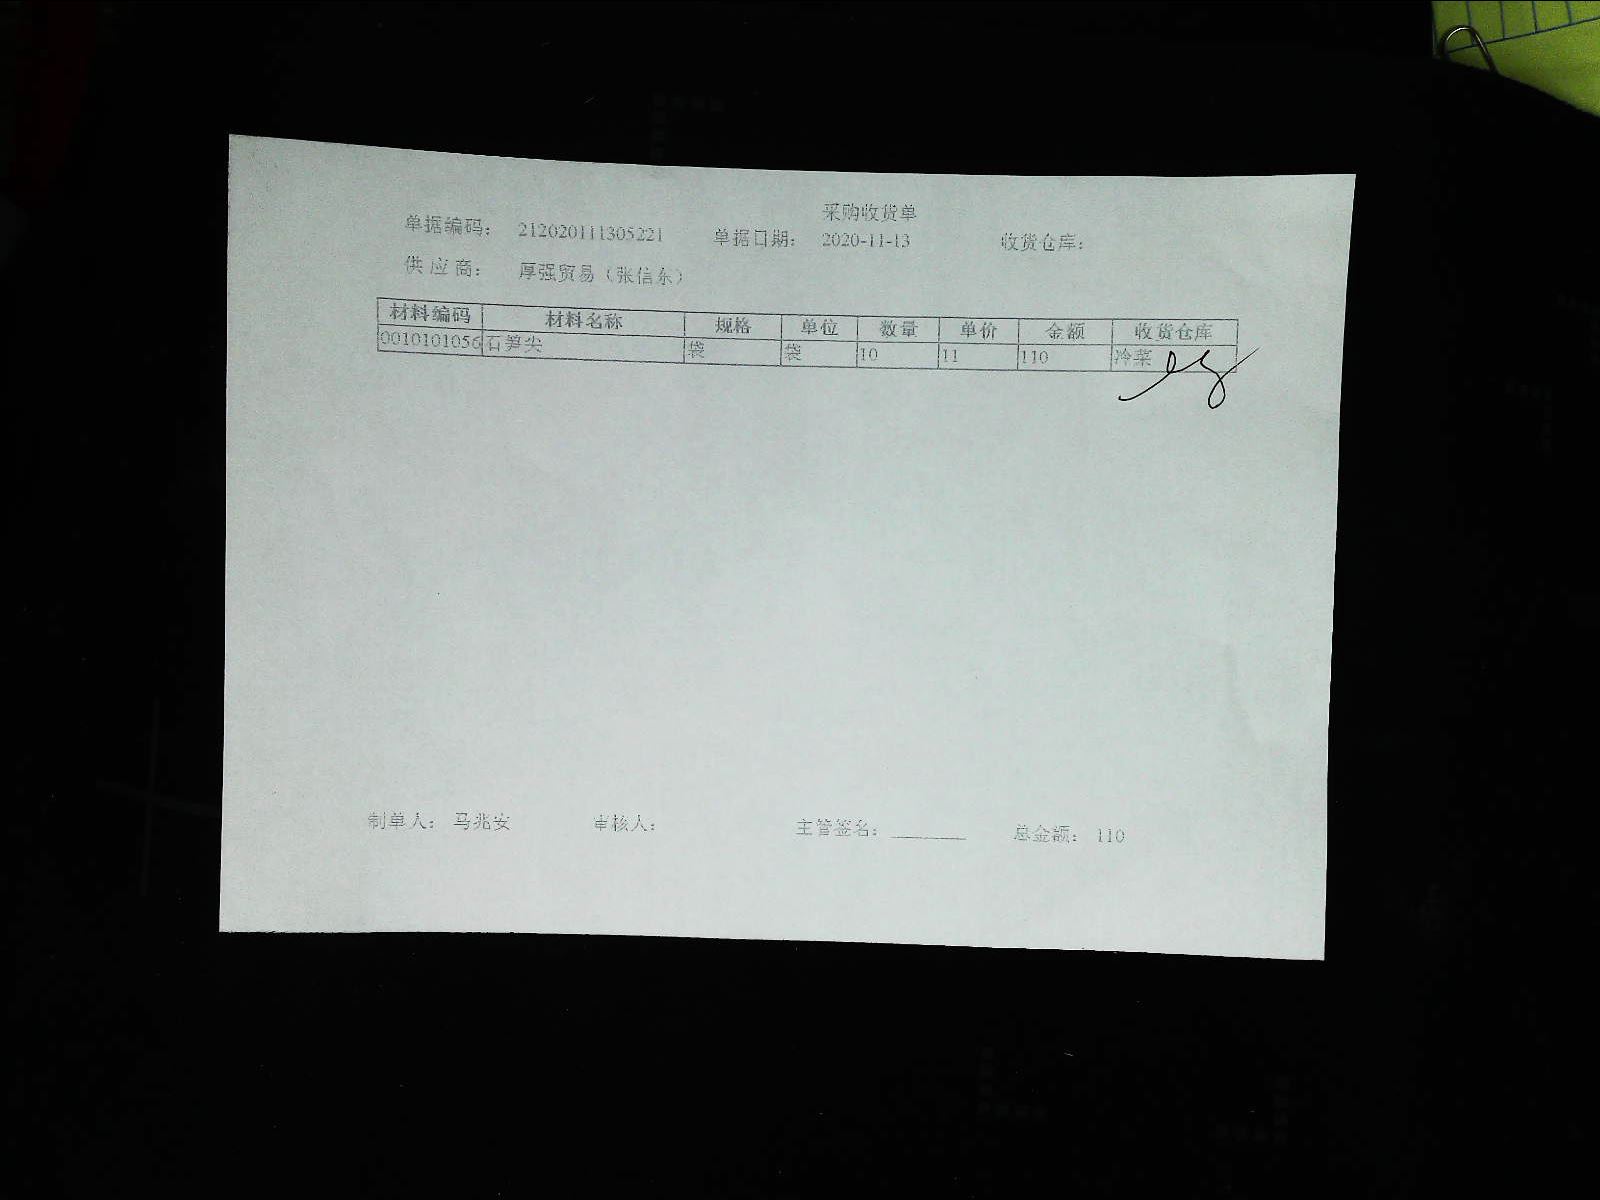 采购收货单
单据编码: 212020111305221 单据日期: 2020-11-13 收货仓库:
供 应 商: 厚强贸易（张信东）
材料编码 材料名称 规格 单位 数量 单价 金额 收货仓库
0010101056 石笋尖 袋 袋 10 11 110 冷菜
制单人: 马兆安 审核人: 主管签名: ________ 总金额: 110